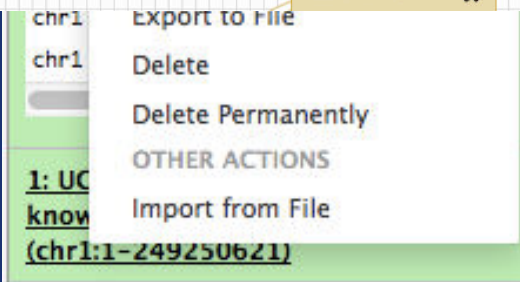 chr1
Export to File
chr1
Delete
Delete Permanently
OTHER ACTIONS
1: UC
know
Import from File
(chr1:1-249250621)